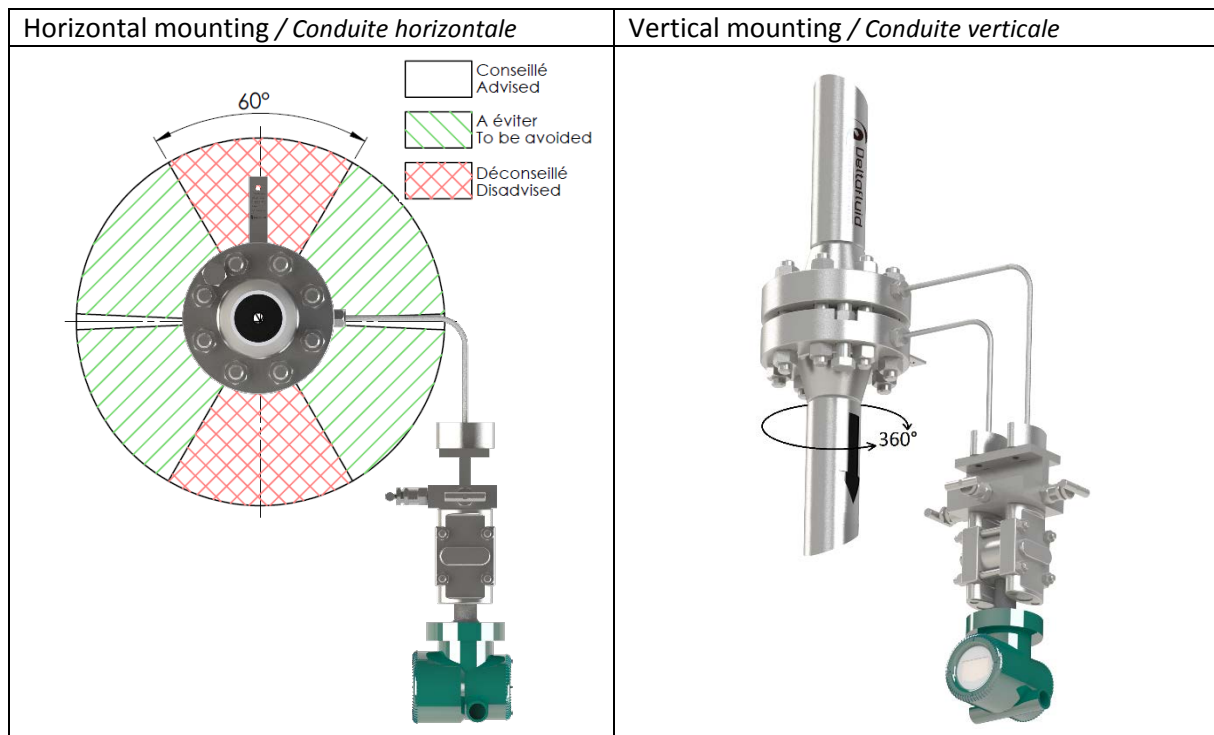 Horizontal mounting / Conduite horizontale
Vertical mounting / Conduite verticale
Conseillé
Advised
60°
A éviter
To be avoided
Déconseillé
Disadvised
Deltafluid
360°